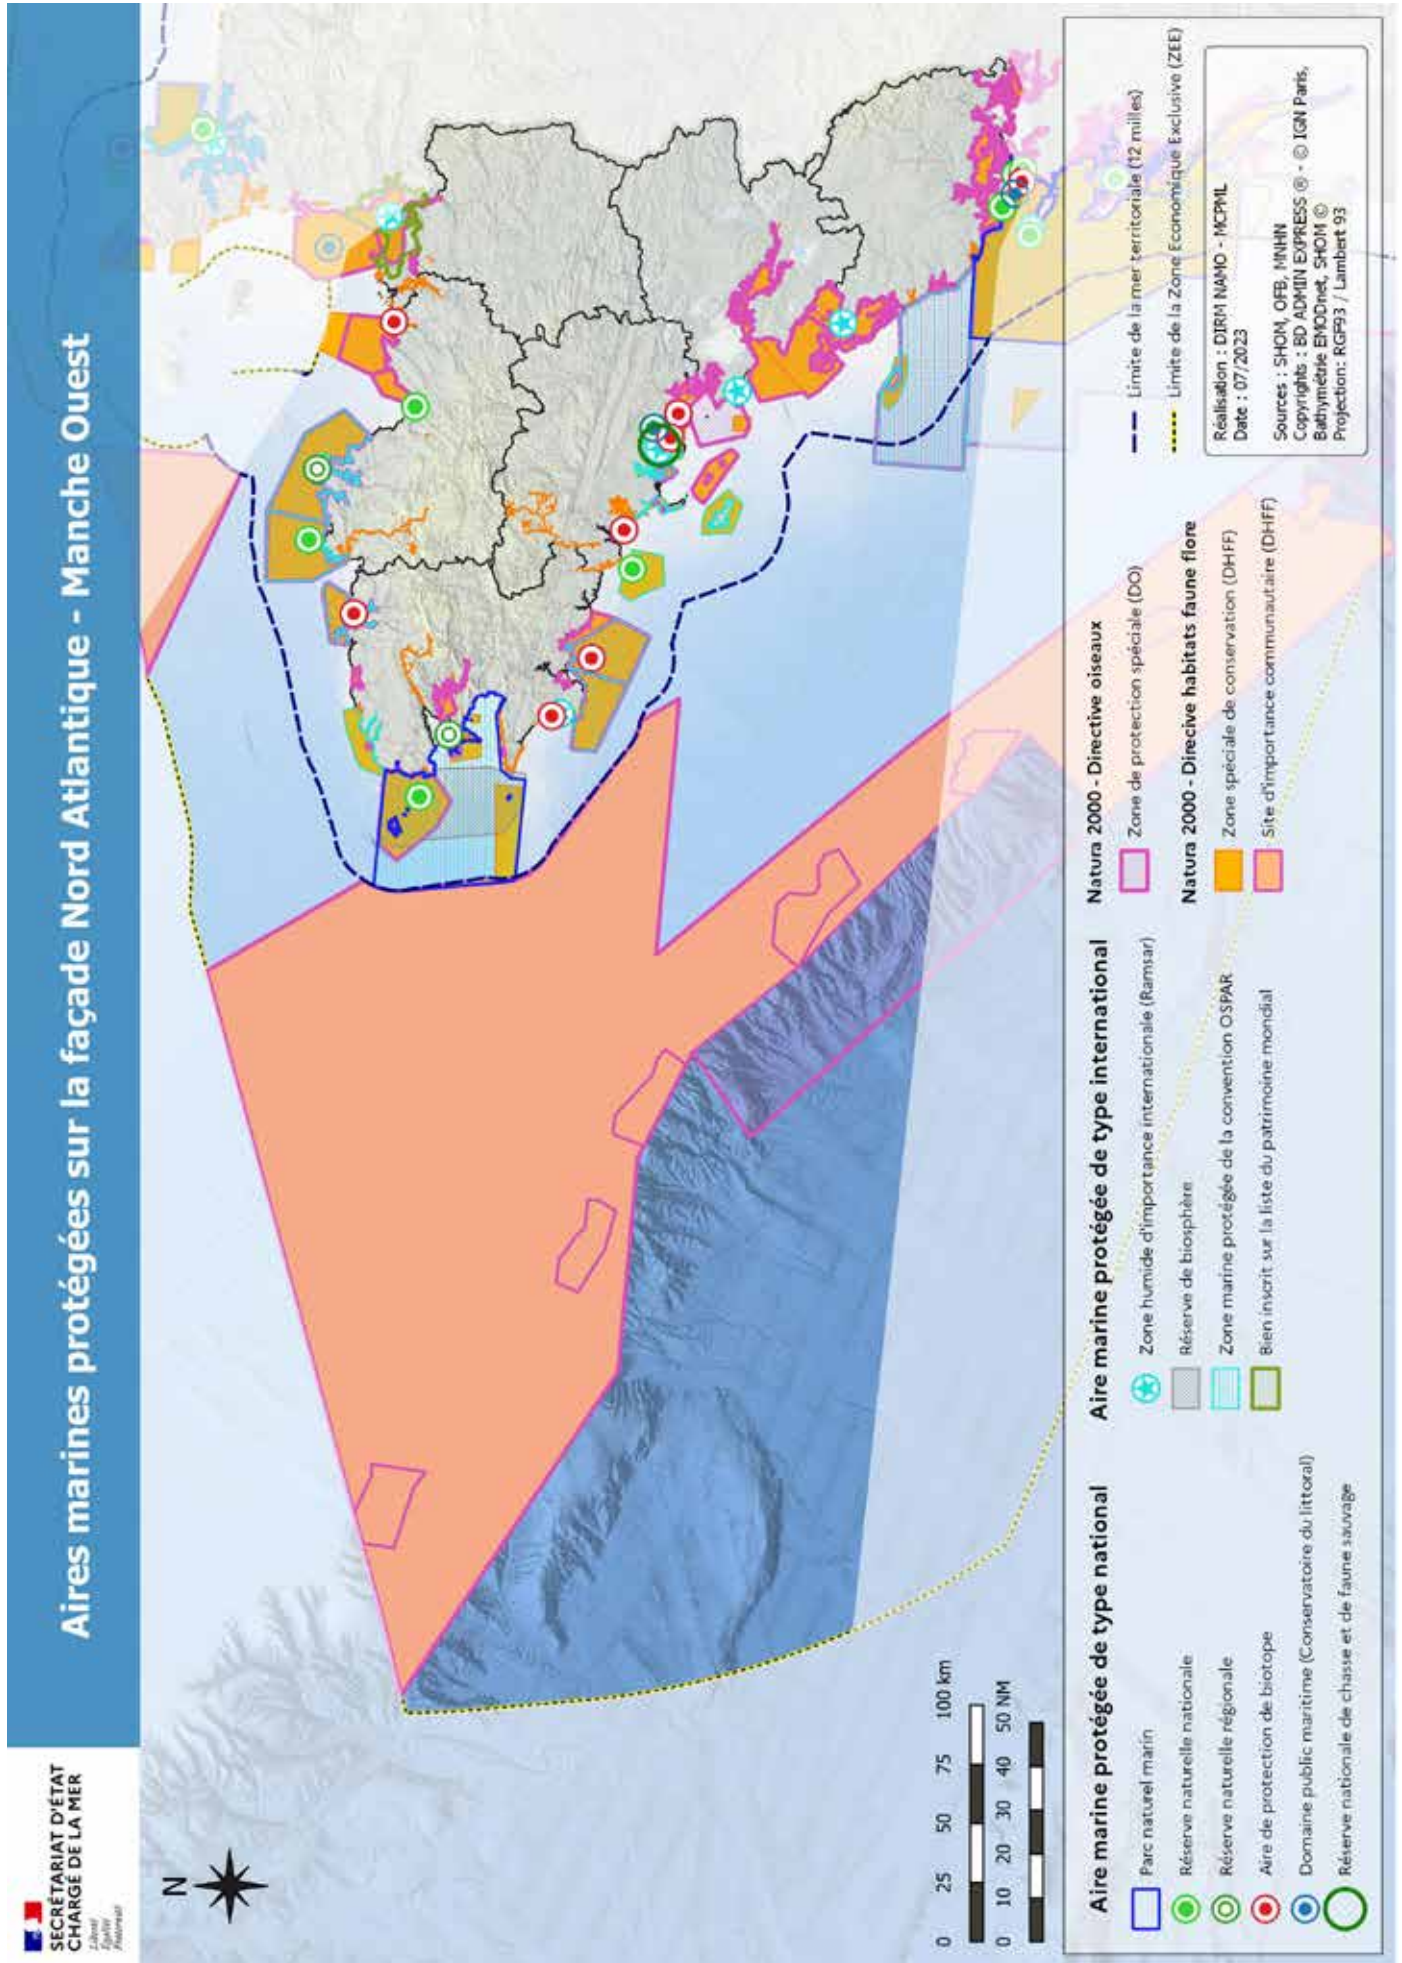 SECRÉTARIAT D'ÉTAT
CHARGÉ DE LA MER
Liberté
Égalité
Fraternité
Aires marines protégées sur la façade Nord Atlantique - Manche Ouest
N
0 25 50 75 100 km
0 10 20 30 40 50 NM
Aire marine protégée de type national
Parc naturel marin
Réserve naturelle nationale
Réserve naturelle régionale
Aire de protection de biotope
Domaine public maritime (Conservatoire du littoral)
Réserve nationale de chasse et de faune sauvage
Aire marine protégée de type international
Zone humide d'importance internationale (Ramsar)
Réserve de biosphère
Zone marine protégée de la convention OSPAR
Bien inscrit sur la liste du patrimoine mondial
Natura 2000 - Directive oiseaux
Zone de protection spéciale (DO)
Natura 2000 - Direcive habitats faune flore
Zone spéciale de conservation (DHFF)
Site d'importance communautaire (DHFF)
Limite de la mer territoriale (12 milles)
Limite de la Zone Economique Exclusive (ZEE)
Réalisation : DIRM NAMO - MCPML
Date : 07/2023
Sources : SHOM, OFB, MNHN
Copyrights : BD ADMIN EXPRESS ® - © IGN Paris,
Bathymétrie EMODnet, SHOM ©
Projection: RGF93 / Lambert 93